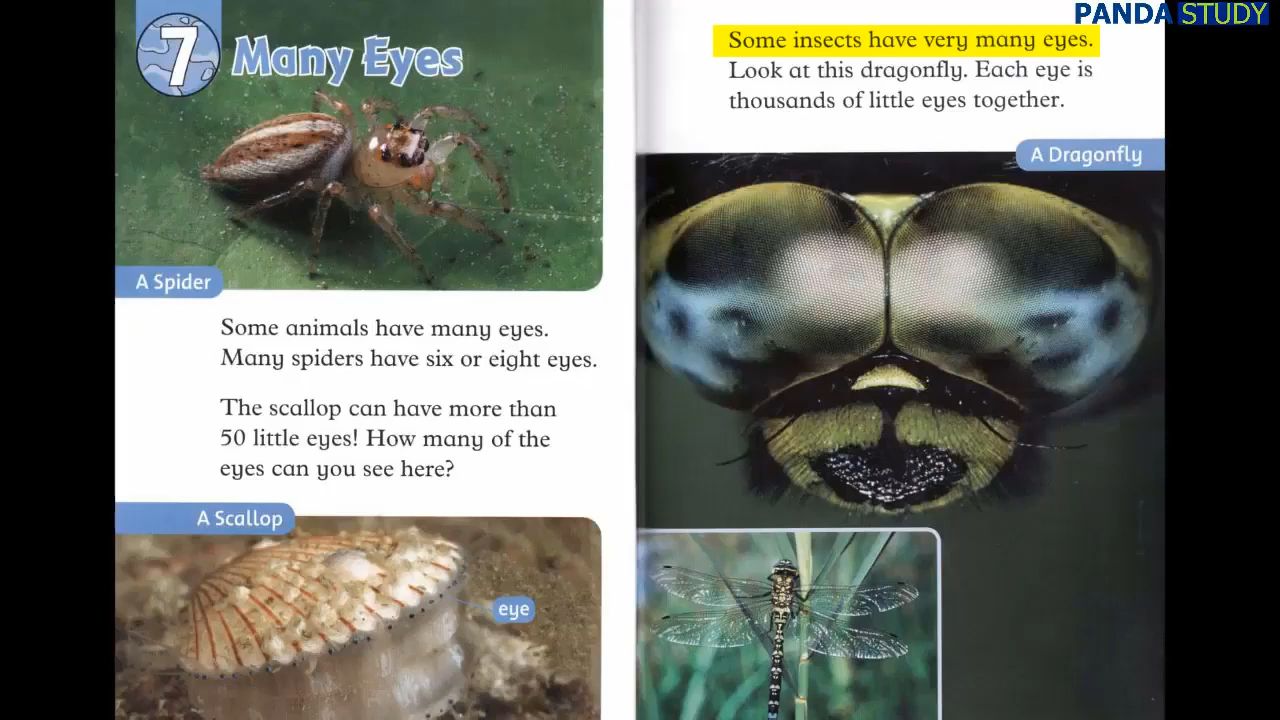 7
Many Eyes
A Spider
Some animals have many eyes.
Many spiders have six or eight eyes.
The scallop can have more than
50 little eyes! How many of the
eyes can you see here?
A Scallop
eye
PANDA STUDY
Some insects have very many eyes.
Look at this dragonfly. Each eye is
thousands of little eyes together.
A Dragonfly